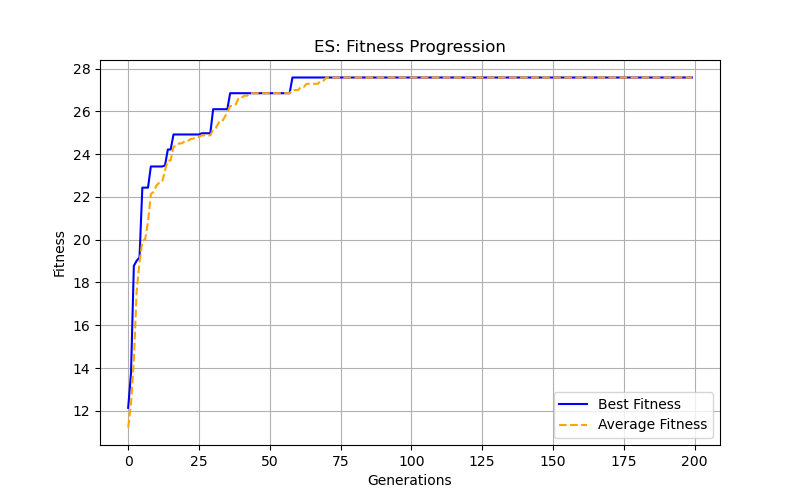 ES: Fitness Progression
28
26
24
22
20
18
16
14
12
Fitness
0 25 50 75 100 125 150 175 200
Generations
Best Fitness
Average Fitness